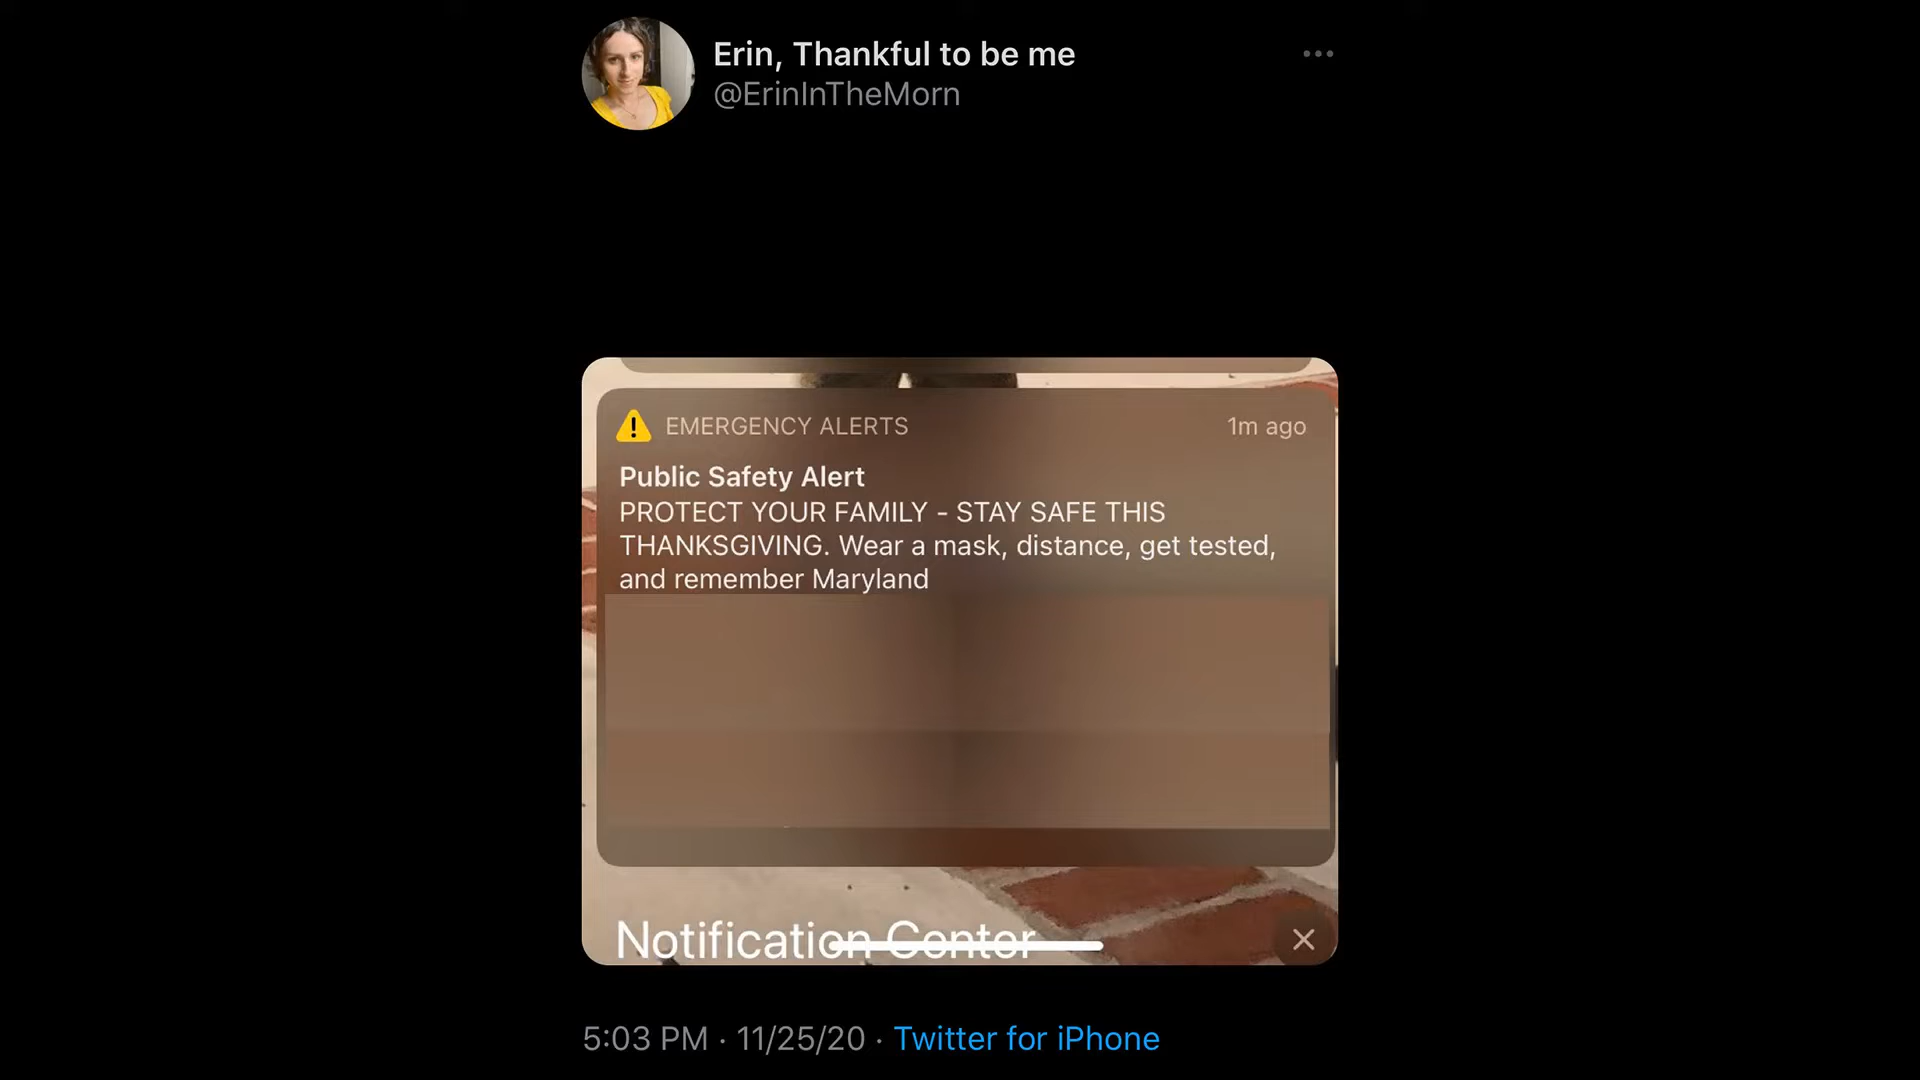 Erin, Thankful to be me
@ErinInTheMorn
EMERGENCY ALERTS
1m ago
Public Safety Alert
PROTECT YOUR FAMILY - STAY SAFE THIS
THANKSGIVING. Wear a mask, distance, get tested,
and remember Maryland
Notification Center
5:03 PM · 11/25/20 · Twitter for iPhone